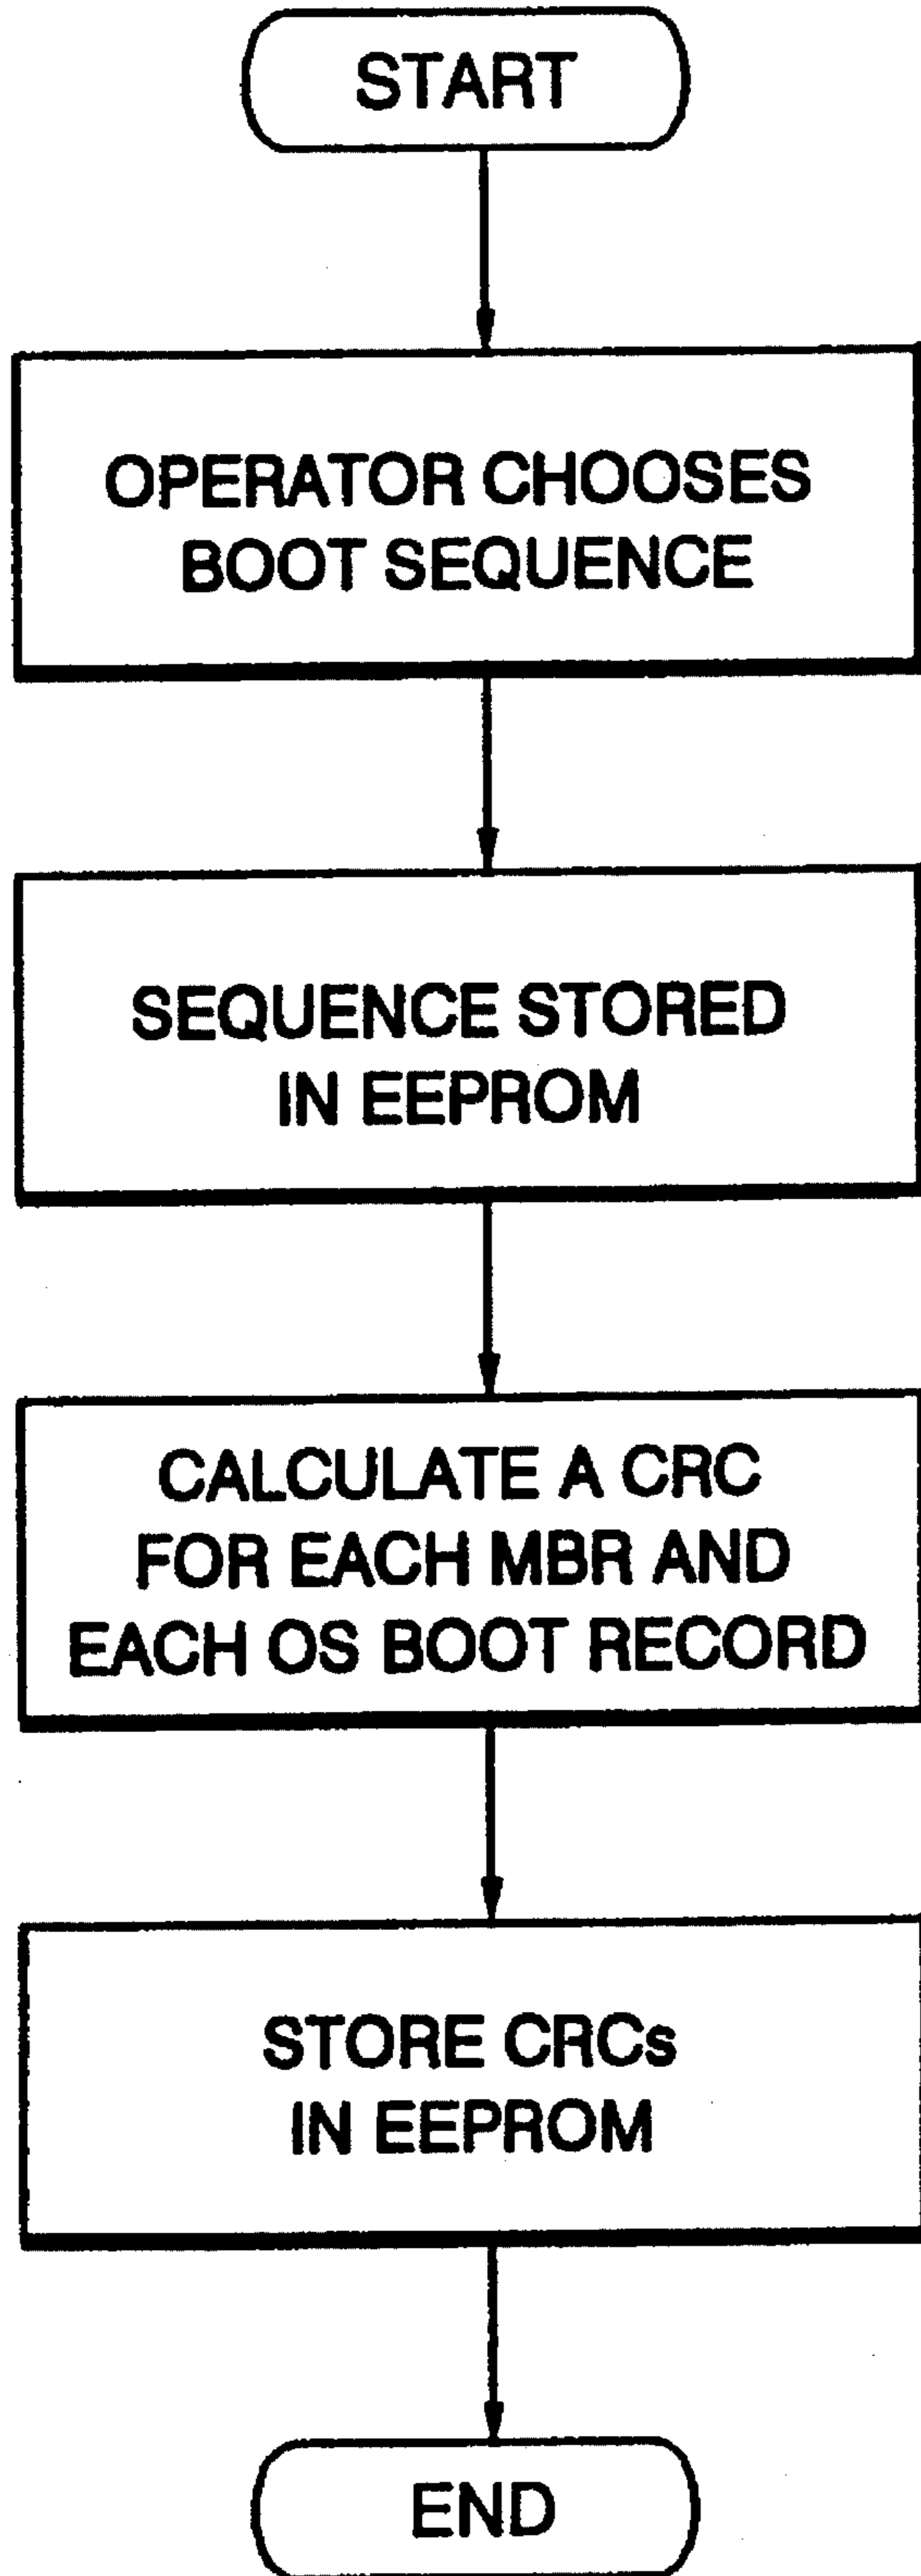 START
OPERATOR CHOOSES
BOOT SEQUENCE
SEQUENCE STORED
IN EEPROM
CALCULATE A CRC
FOR EACH MBR AND
EACH OS BOOT RECORD
STORE CRCs
IN EEPROM
END